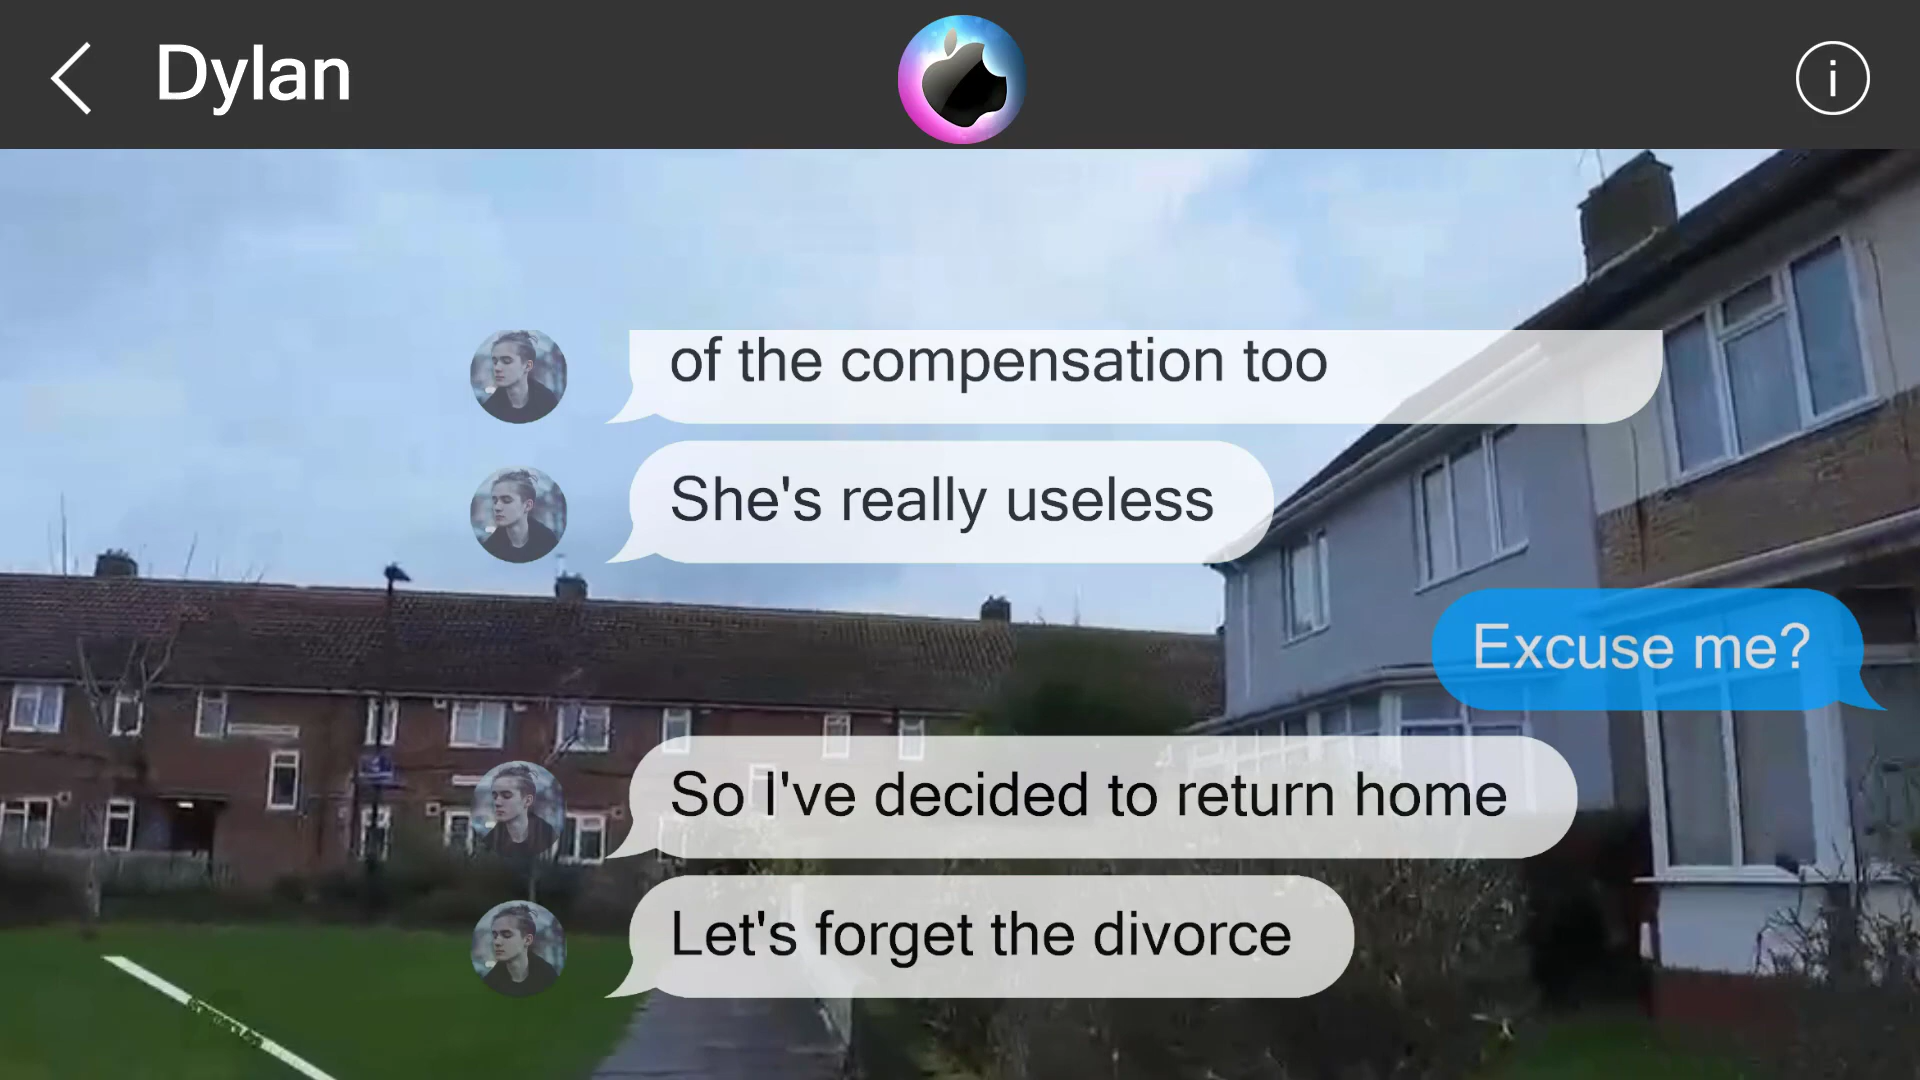 Dylan
of the compensation too
She's really useless
Excuse me?
So I've decided to return home
Let's forget the divorce